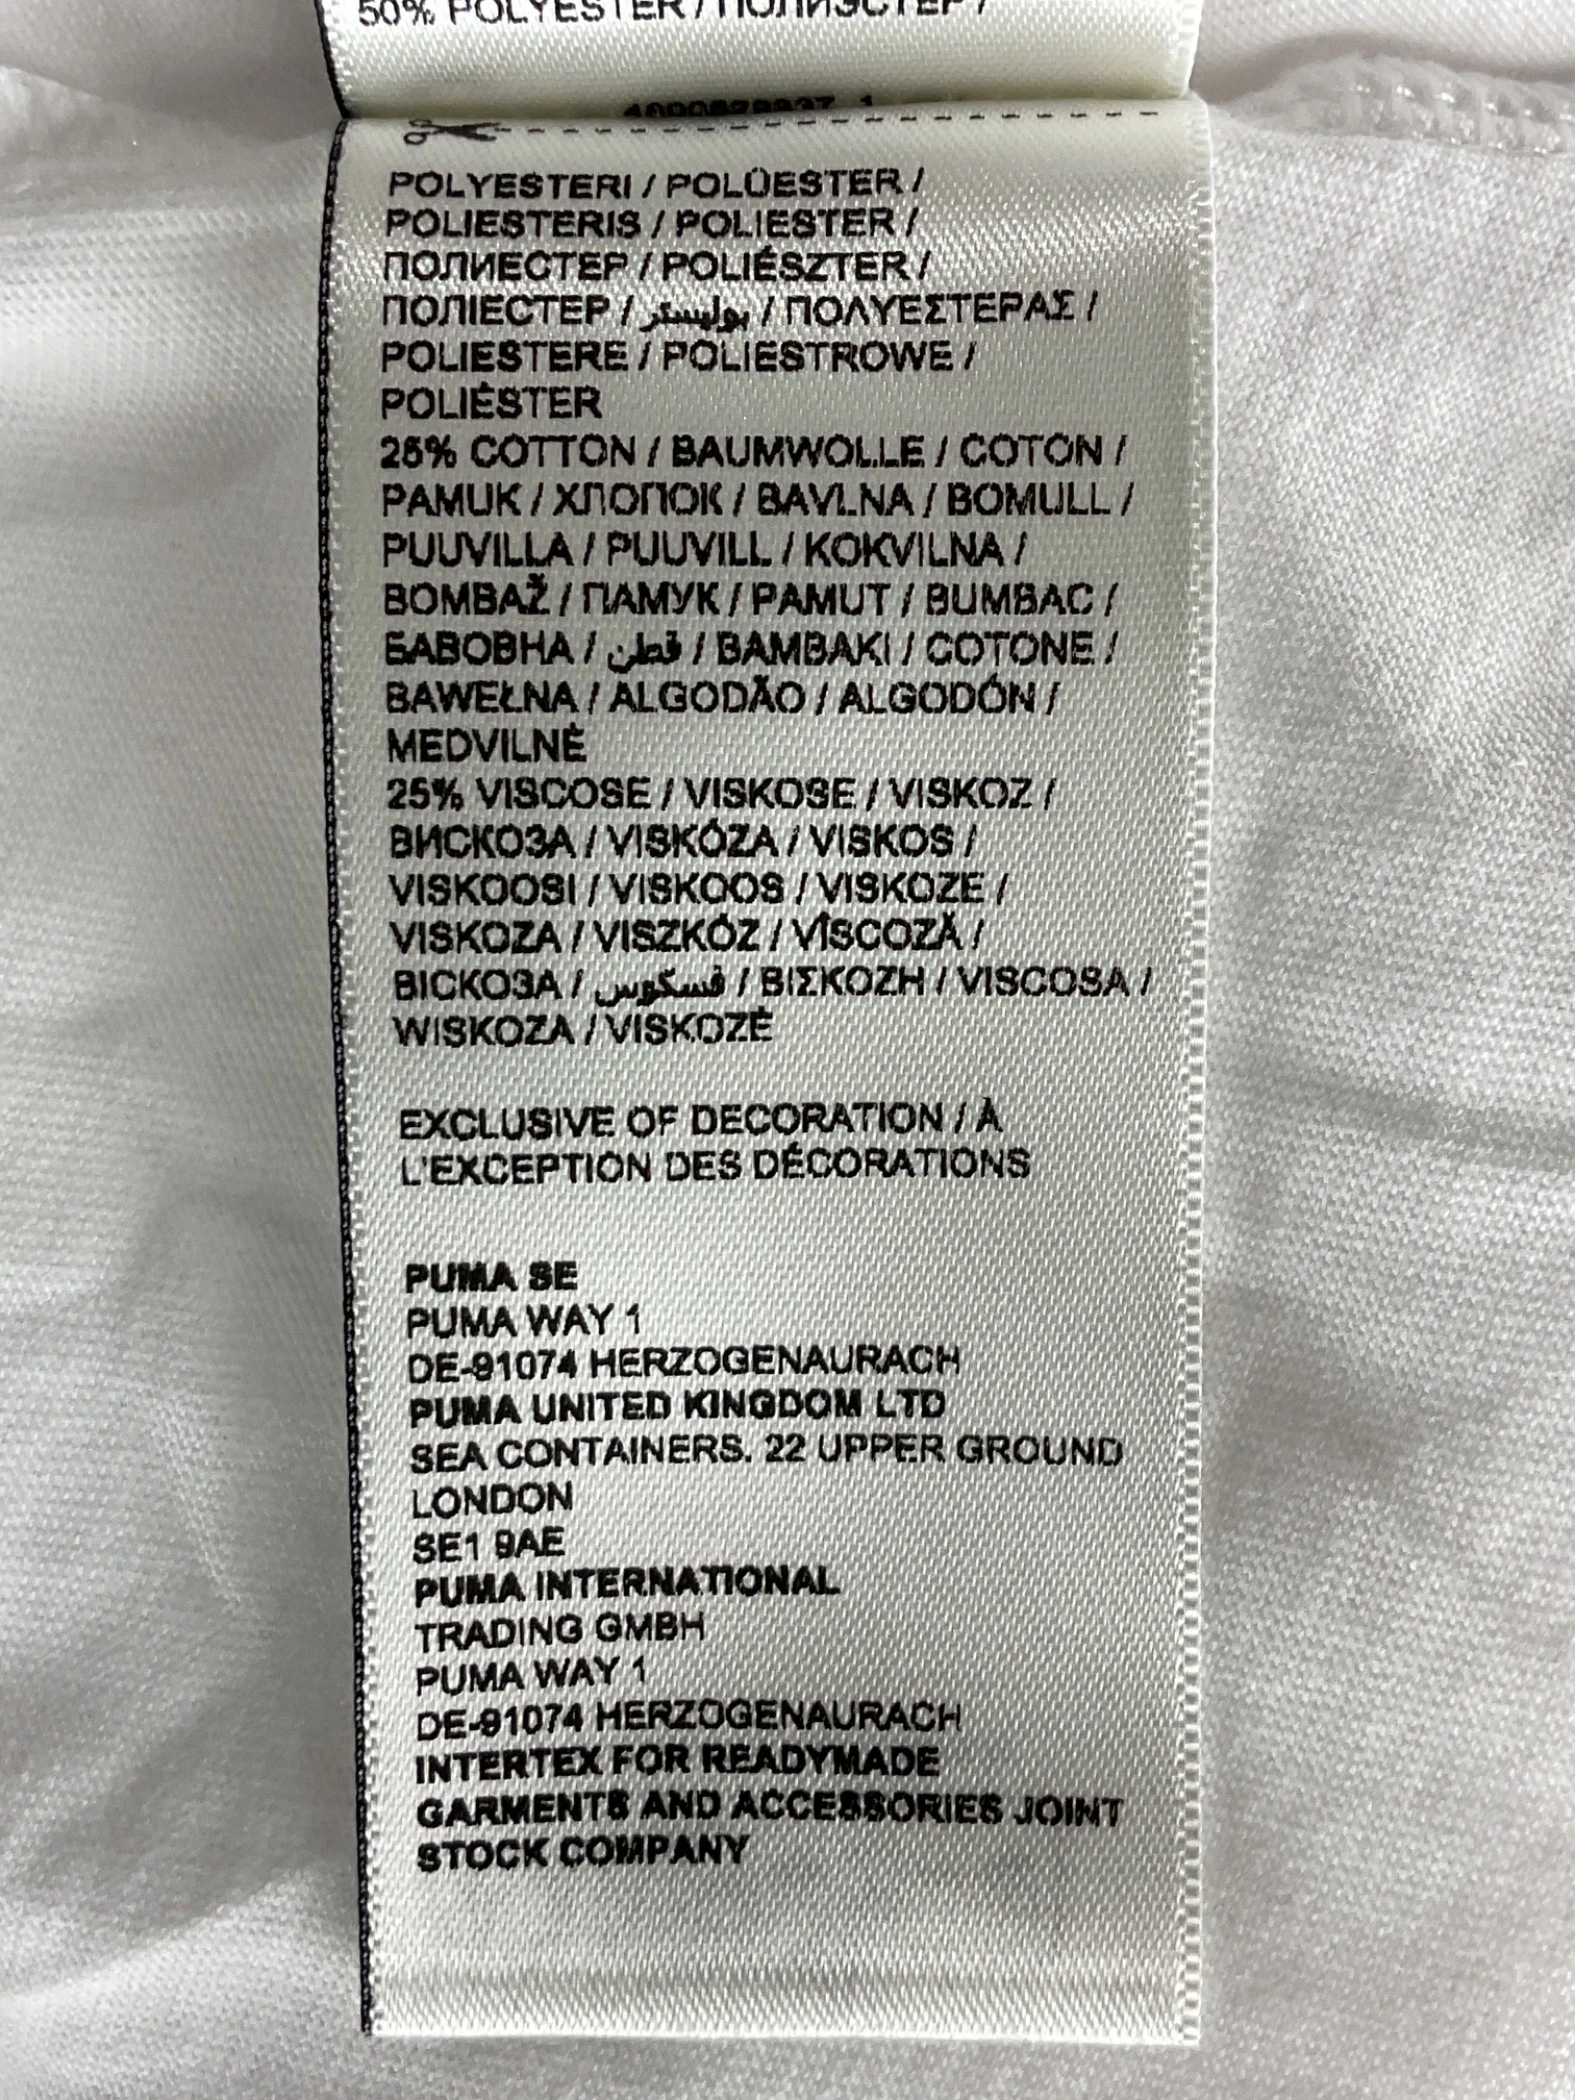 50% POLYESTER / ПОЛИЭСТЕР /
POLYESTERI / POLÜESTER /
POLIESTERIS / POLIESTER /
ПОЛИЕСТЕР / POLIÉSZTER /
ПОЛІЕСТЕР / بوليستر / ΠΟΛΥΕΣΤΕΡΑΣ /
POLIESTERE / POLIESTROWE /
POLIÉSTER
25% COTTON / BAUMWOLLE / COTON /
PAMUK / ХЛОПОК / BAVLNA / BOMULL /
PUUVILLA / PUUVILL / KOKVILNA /
BOMBAŽ / ПАМУК / PAMUT / BUMBAC /
БАВОВНА / قطن / ΒΑΜΒΑΚΙ / COTONE /
BAWEŁNA / ALGODÃO / ALGODÓN /
MEDVILNĖ
25% VISCOSE / VISKOSE / VISKOZ /
ВИСКОЗА / VISKÓZA / VISKOS /
VISKOOSI / VISKOOS / VISKOZE /
VISKOZA / VISZKÓZ / VÎSCOZĂ /
ВІСКОЗА / فسكوس / ΒΙΣΚΟΖΗ / VISCOSA /
WISKOZA / VISKOZĖ
EXCLUSIVE OF DECORATION / À
L'EXCEPTION DES DÉCORATIONS
PUMA SE
PUMA WAY 1
DE-91074 HERZOGENAURACH
PUMA UNITED KINGDOM LTD
SEA CONTAINERS. 22 UPPER GROUND
LONDON
SE1 9AE
PUMA INTERNATIONAL
TRADING GMBH
PUMA WAY 1
DE-91074 HERZOGENAURACH
INTERTEX FOR READYMADE
GARMENTS AND ACCESSORIES JOINT
STOCK COMPANY